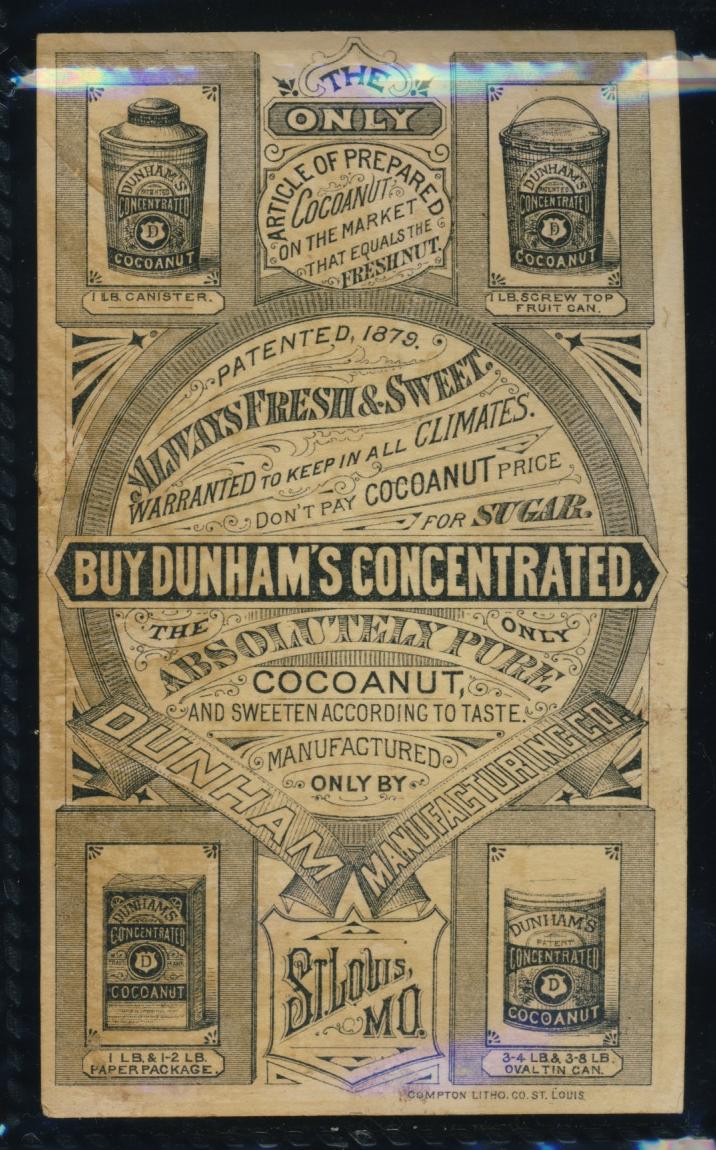 THE
ONLY
ARTICLE OF PREPARED
COCOANUT
ON THE MARKET
THAT EQUALS THE
FRESH NUT.
DUNHAM'S
PATENTED
CONCENTRATED
D
COCOANUT
1 LB. CANISTER.
DUNHAM'S
PATENTED
CONCENTRATED
D
COCOANUT
1 LB. SCREW TOP
FRUIT CAN.
PATENTED, 1879.
ALWAYS FRESH & SWEET.
WARRANTED TO KEEP IN ALL CLIMATES.
DON'T PAY COCOANUT PRICE
FOR SUGAR.
BUY DUNHAM'S CONCENTRATED.
THE ONLY
ABSOLUTELY PURE
COCOANUT,
AND SWEETEN ACCORDING TO TASTE.
MANUFACTURED
ONLY BY
DUNHAM MANUFACTURING CO.
ST. LOUIS,
MO.
DUNHAM'S
CONCENTRATED
D
COCOANUT
1 LB. & 1-2 LB.
PAPER PACKAGE.
DUNHAM'S
PATENT
CONCENTRATED
D
COCOANUT
3-4 LB & 3-8 LB.
OVAL TIN CAN.
COMPTON LITHO. CO. ST. LOUIS